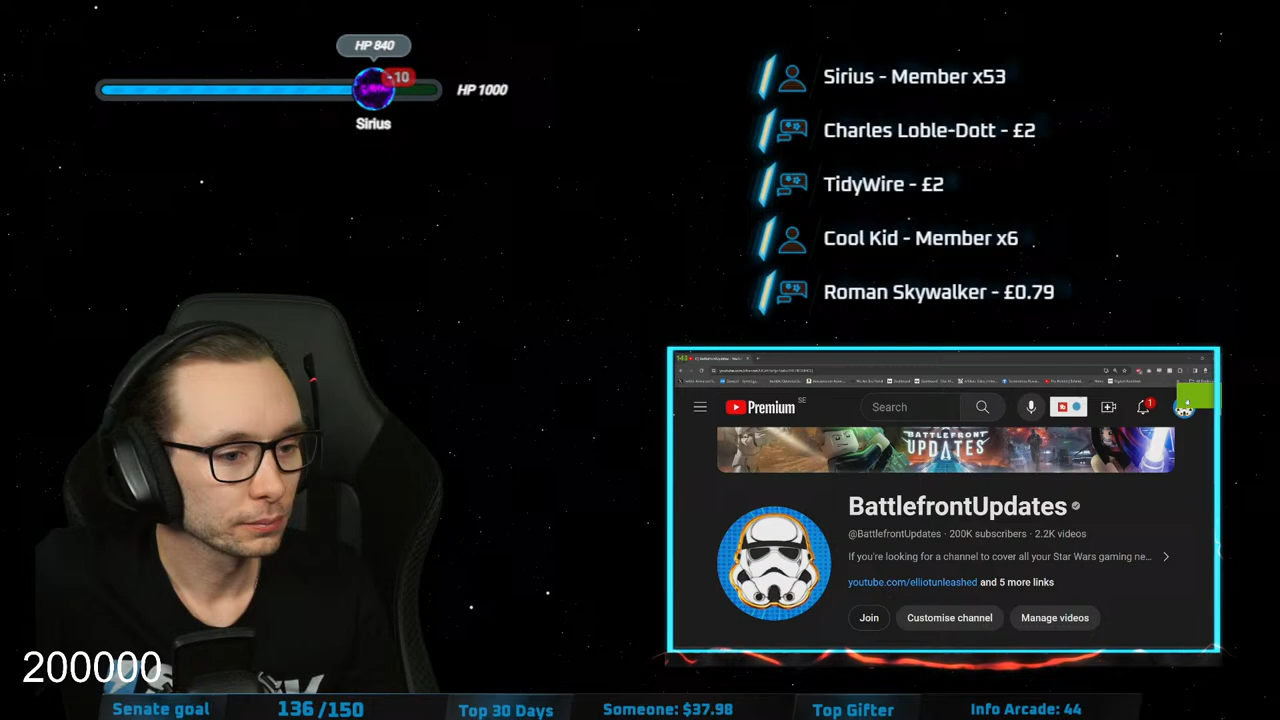 HP 840
-10
HP 1000
Sirius
Sirius - Member x53
Charles Loble-Dott - £2
TidyWire - £2
Cool Kid - Member x6
Roman Skywalker - £0.79
143
Premium
SE
Search
1
BATTLEFRONT
UPDATES
BattlefrontUpdates
@BattlefrontUpdates · 200K subscribers · 2.2K videos
If you're looking for a channel to cover all your Star Wars gaming ne...
youtube.com/elliotunleashed and 5 more links
Join
Customise channel
Manage videos
200000
Senate goal
136 /150
Top 30 Days
Someone: $37.98
Top Gifter
Info Arcade: 44